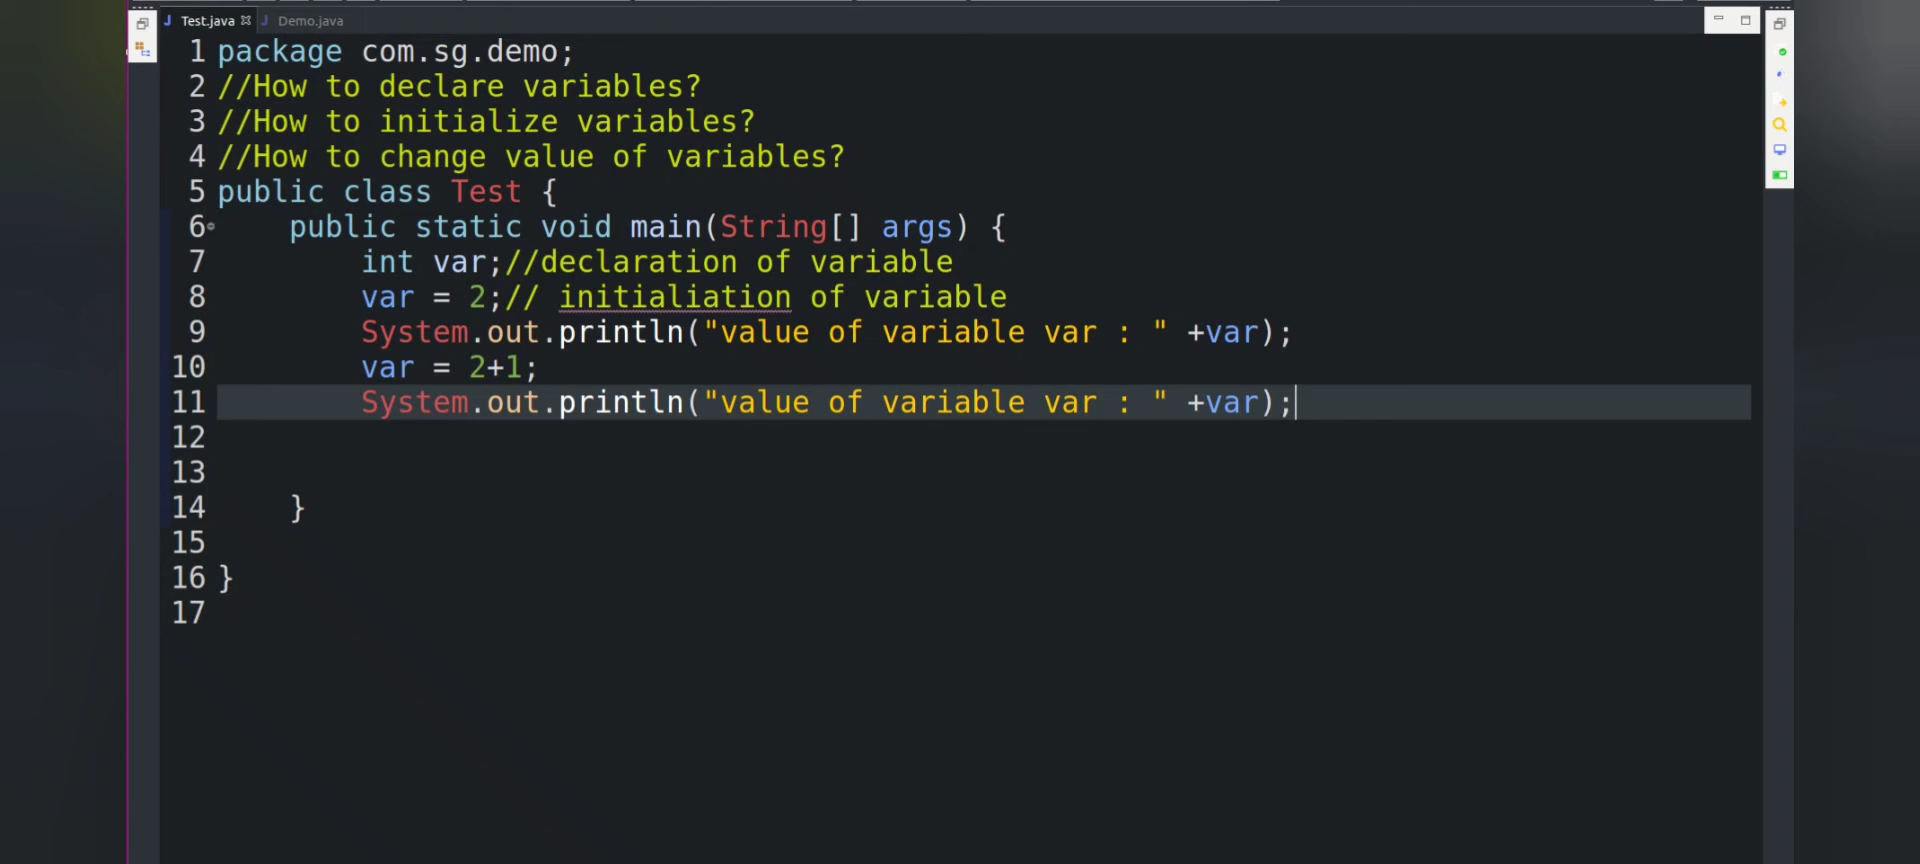 Test.java Demo.java
1 package com.sg.demo;
2 //How to declare variables?
3 //How to initialize variables?
4 //How to change value of variables?
5 public class Test {
6 public static void main(String[] args) {
7 int var;//declaration of variable
8 var = 2;// initialiation of variable
9 System.out.println("value of variable var : " +var);
10 var = 2+1;
11 System.out.println("value of variable var : " +var);
12
13
14 }
15
16 }
17